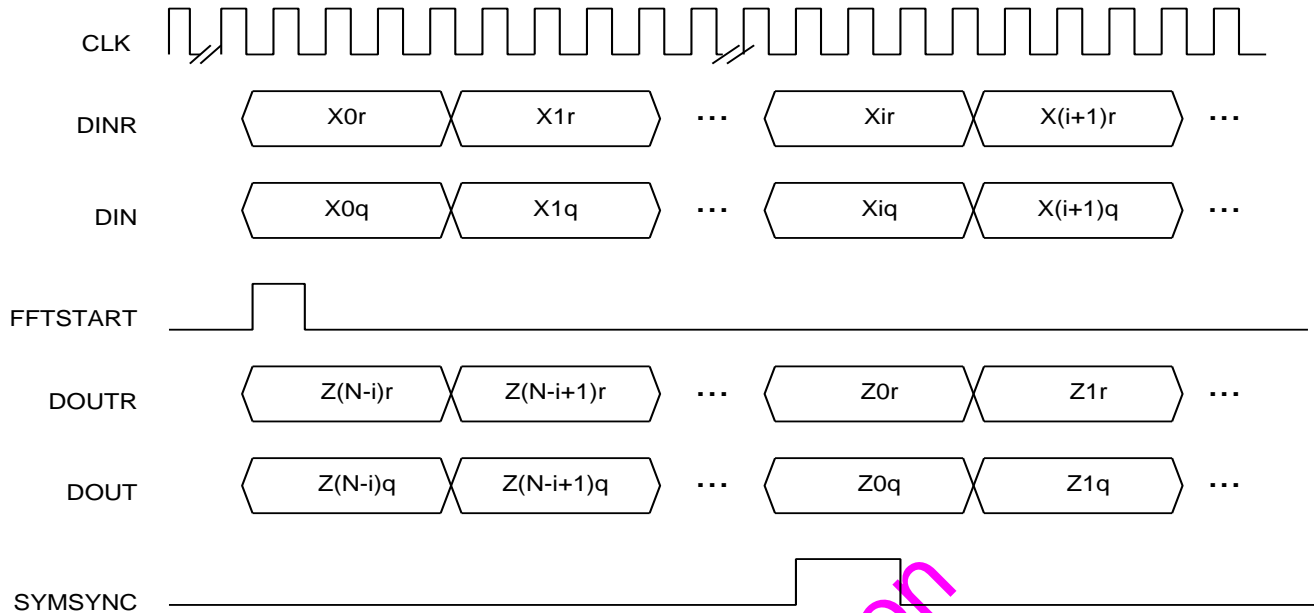 CLK
DINR X0r X1r ... Xir X(i+1)r ...
DIN X0q X1q ... Xiq X(i+1)q ...
FFTSTART
DOUTR Z(N-i)r Z(N-i+1)r ... Z0r Z1r ...
DOUT Z(N-i)q Z(N-i+1)q ... Z0q Z1q ...
SYMSYNC
on